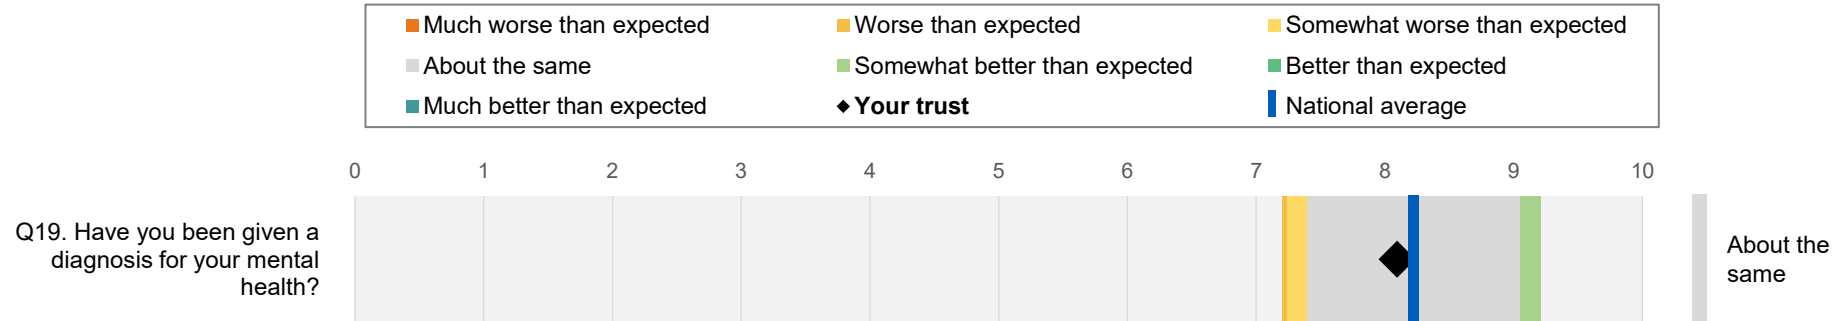 Much worse than expected
Worse than expected
Somewhat worse than expected
About the same
Somewhat better than expected
Better than expected
Much better than expected
Your trust
National average
0 1 2 3 4 5 6 7 8 9 10
Q19. Have you been given a
diagnosis for your mental
health?
About the
same